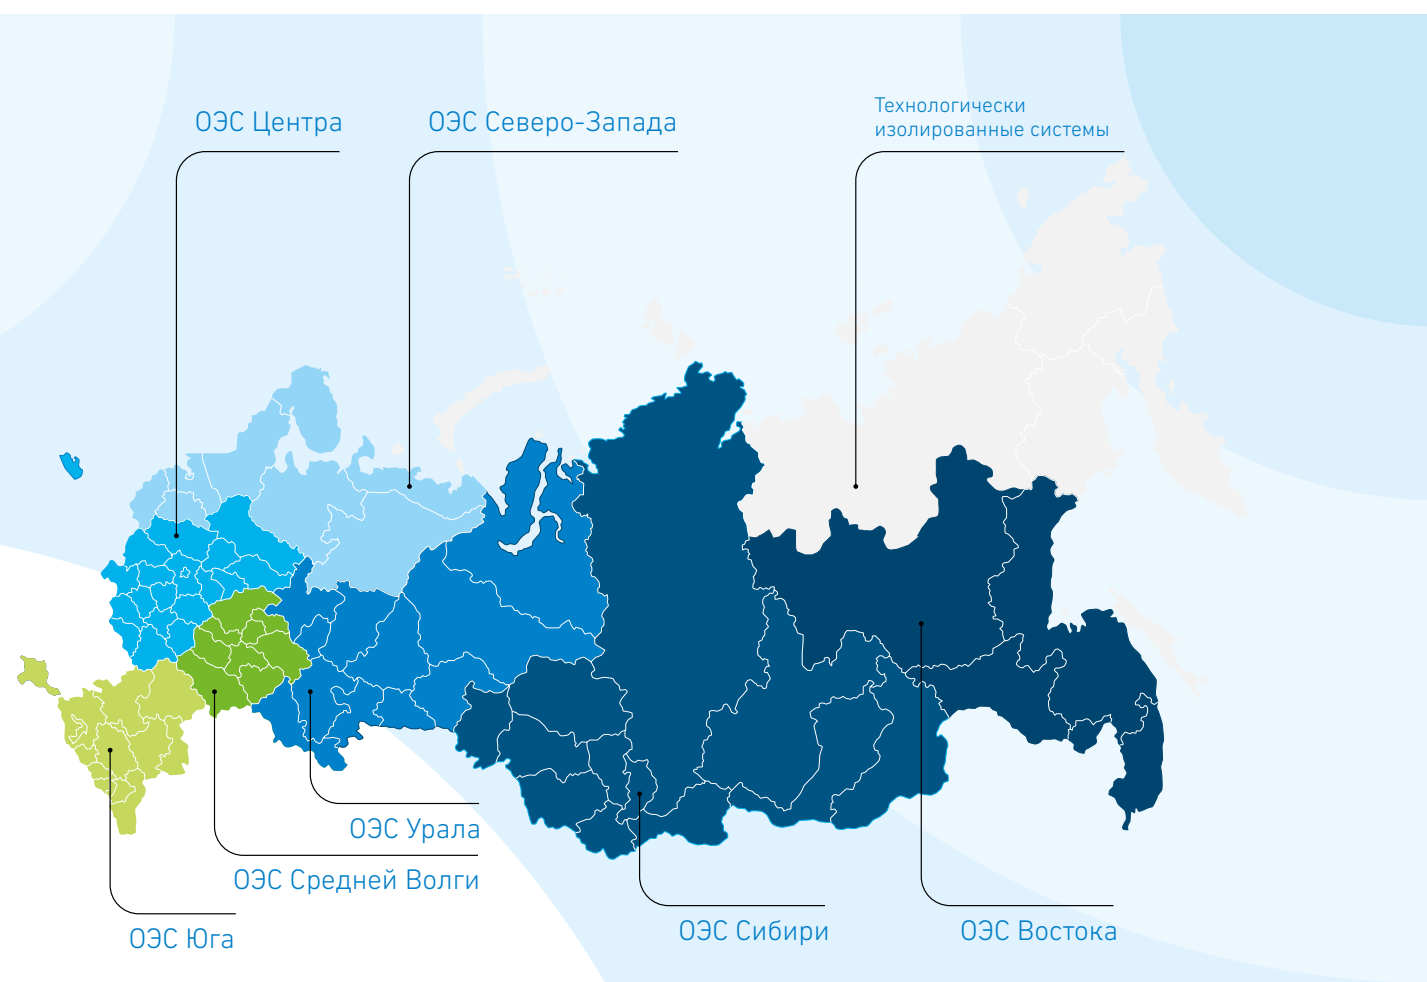 ОЭС Центра
ОЭС Северо-Запада
Технологически
изолированные системы
ОЭС Урала
ОЭС Средней Волги
ОЭС Юга
ОЭС Сибири
ОЭС Востока